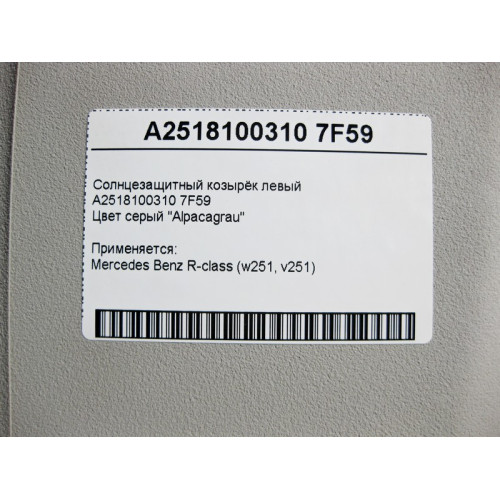 A2518100310 7F59
Солнцезащитный козырёк левый
A2518100310 7F59
Цвет серый "Alpacagrau"
Применяется:
Mercedes Benz R-class (w251, v251)